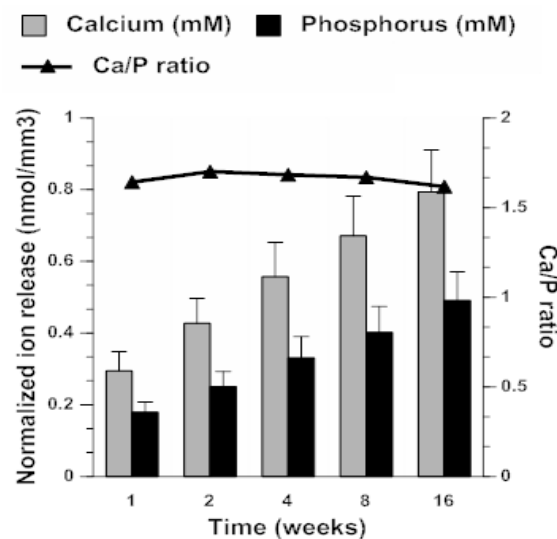 Calcium (mM) Phosphorus (mM)
Ca/P ratio
Normalized ion release (nmol/mm3)
1
0.8
0.6
0.4
0.2
0
2
1.5
1
0.5
0
Ca/P ratio
1 2 4 8 16
Time (weeks)